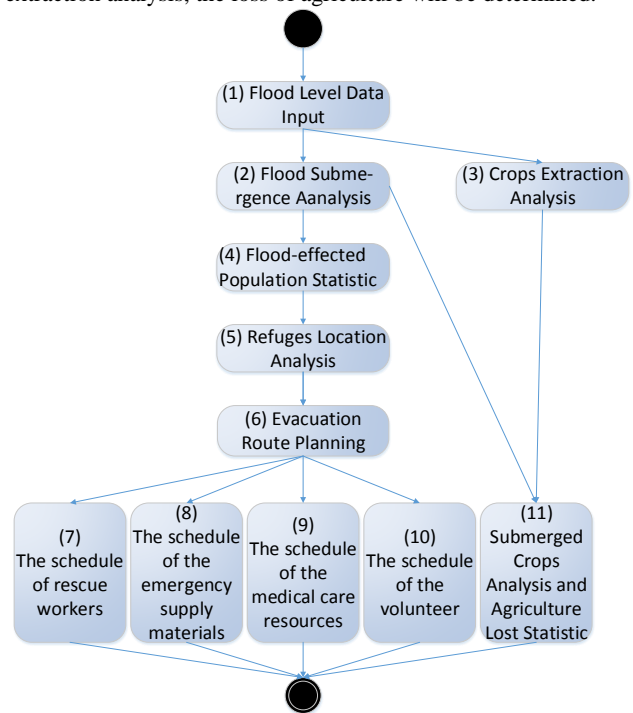 extraction analysis, the loss of agriculture will be determined.
(1) Flood Level Data
Input
(2) Flood Subme-
rgence Aanalysis
(3) Crops Extraction
Analysis
(4) Flood-effected
Population Statistic
(5) Refuges Location
Analysis
(6) Evacuation
Route Planning
(7)
The schedule
of rescue
workers
(8)
The schedule
of the
emergency
supply
materials
(9)
The schedule
of the
medical care
resources
(10)
The schedule
of the
volunteer
(11)
Submerged
Crops
Analysis and
Agriculture
Lost Statistic